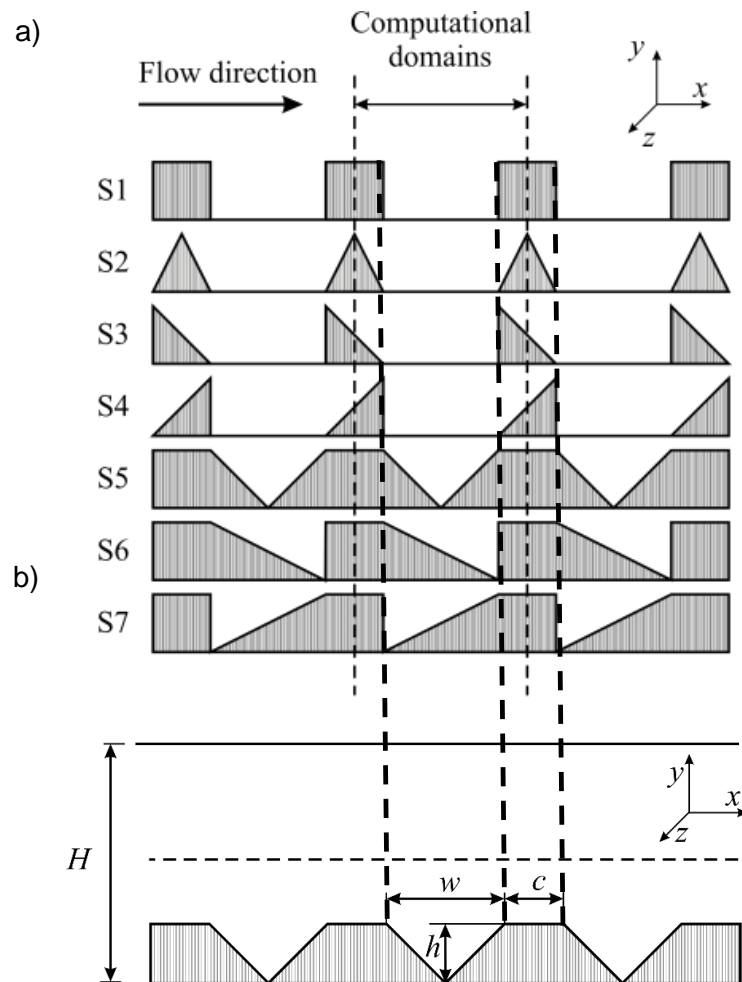 a)
Computational
domains
Flow direction
y
x
z
S1
S2
S3
S4
S5
S6
b)
S7
y
x
z
H
w
c
h